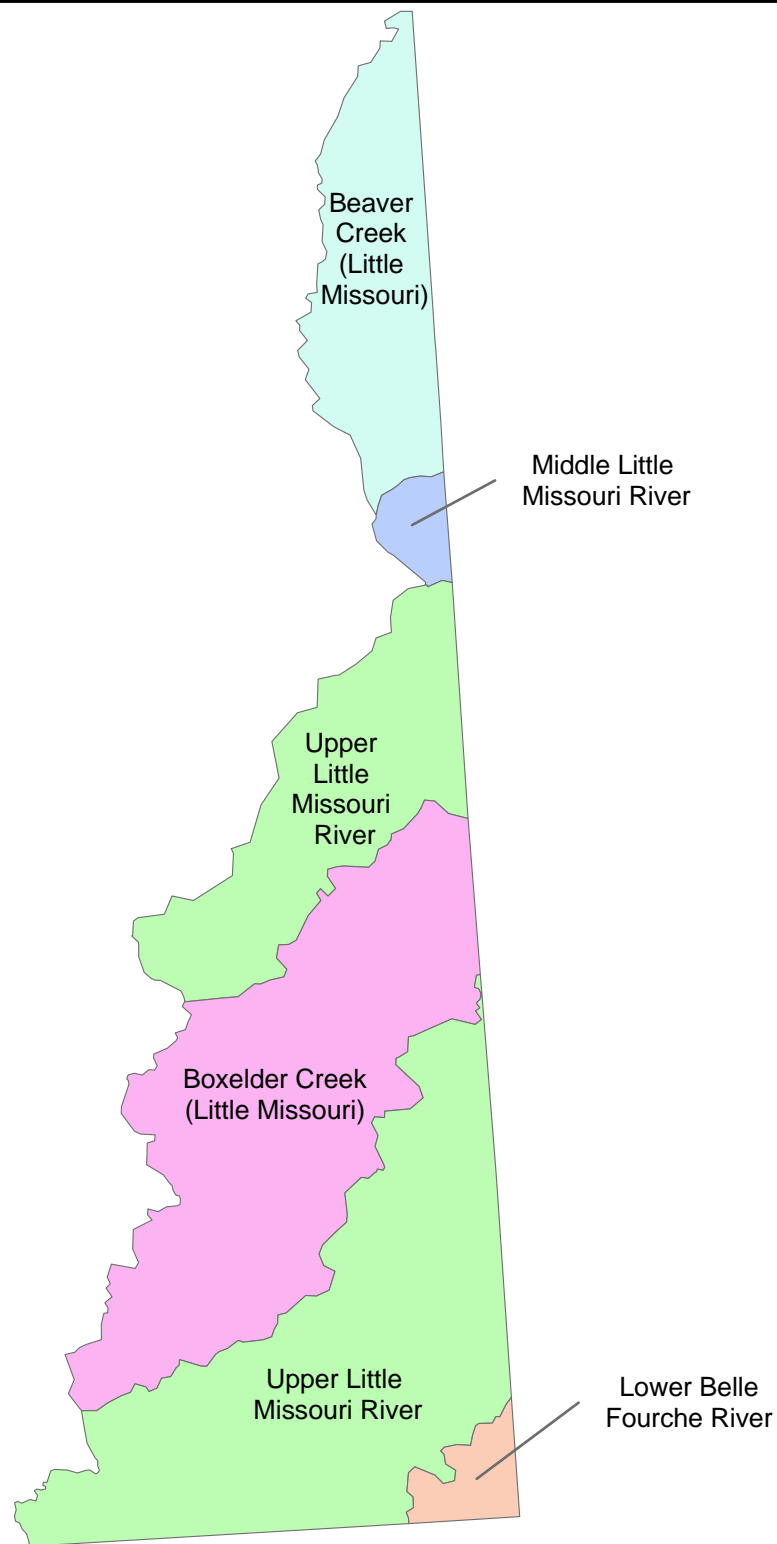 Beaver
Creek
(Little
Missouri)
Middle Little
Missouri River
Upper
Little
Missouri
River
Boxelder Creek
(Little Missouri)
Upper Little
Missouri River
Lower Belle
Fourche River